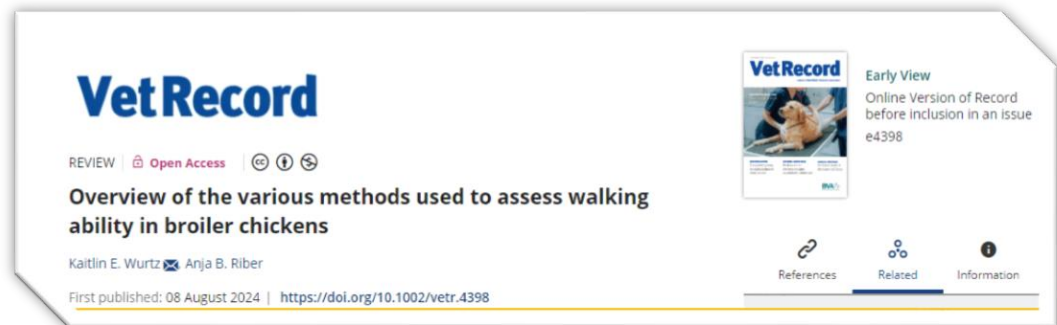 VetRecord
REVIEW Open Access
Overview of the various methods used to assess walking
ability in broiler chickens
Kaitlin E. Wurtz, Anja B. Riber
First published: 08 August 2024 | https://doi.org/10.1002/vetr.4398
VetRecord
Early View
Online Version of Record
before inclusion in an issue
e4398
References
Related
Information